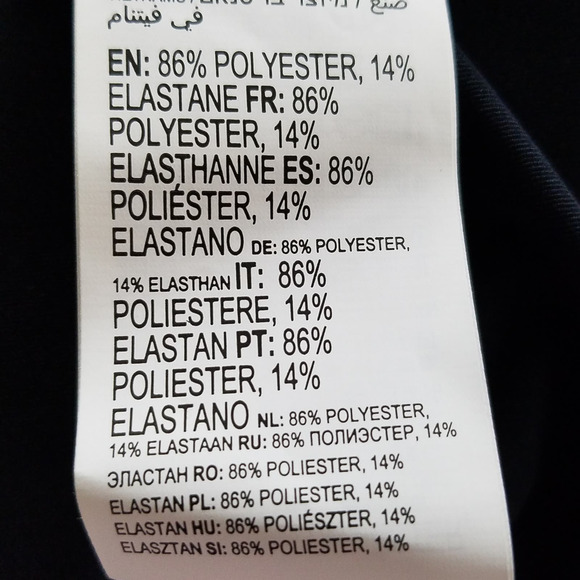 في فيتنام
EN: 86% POLYESTER, 14%
ELASTANE FR: 86%
POLYESTER, 14%
ELASTHANNE ES: 86%
POLIÉSTER, 14%
ELASTANO DE: 86% POLYESTER,
14% ELASTHAN IT: 86%
POLIESTERE, 14%
ELASTAN PT: 86%
POLIESTER, 14%
ELASTANO NL: 86% POLYESTER,
14% ELASTAAN RU: 86% ПОЛИЭСТЕР, 14%
ЭЛАСТАН RO: 86% POLIESTER, 14%
ELASTAN PL: 86% POLIESTER, 14%
ELASTAN HU: 86% POLIÉSZTER, 14%
ELASZTAN SI: 86% POLIESTER, 14%